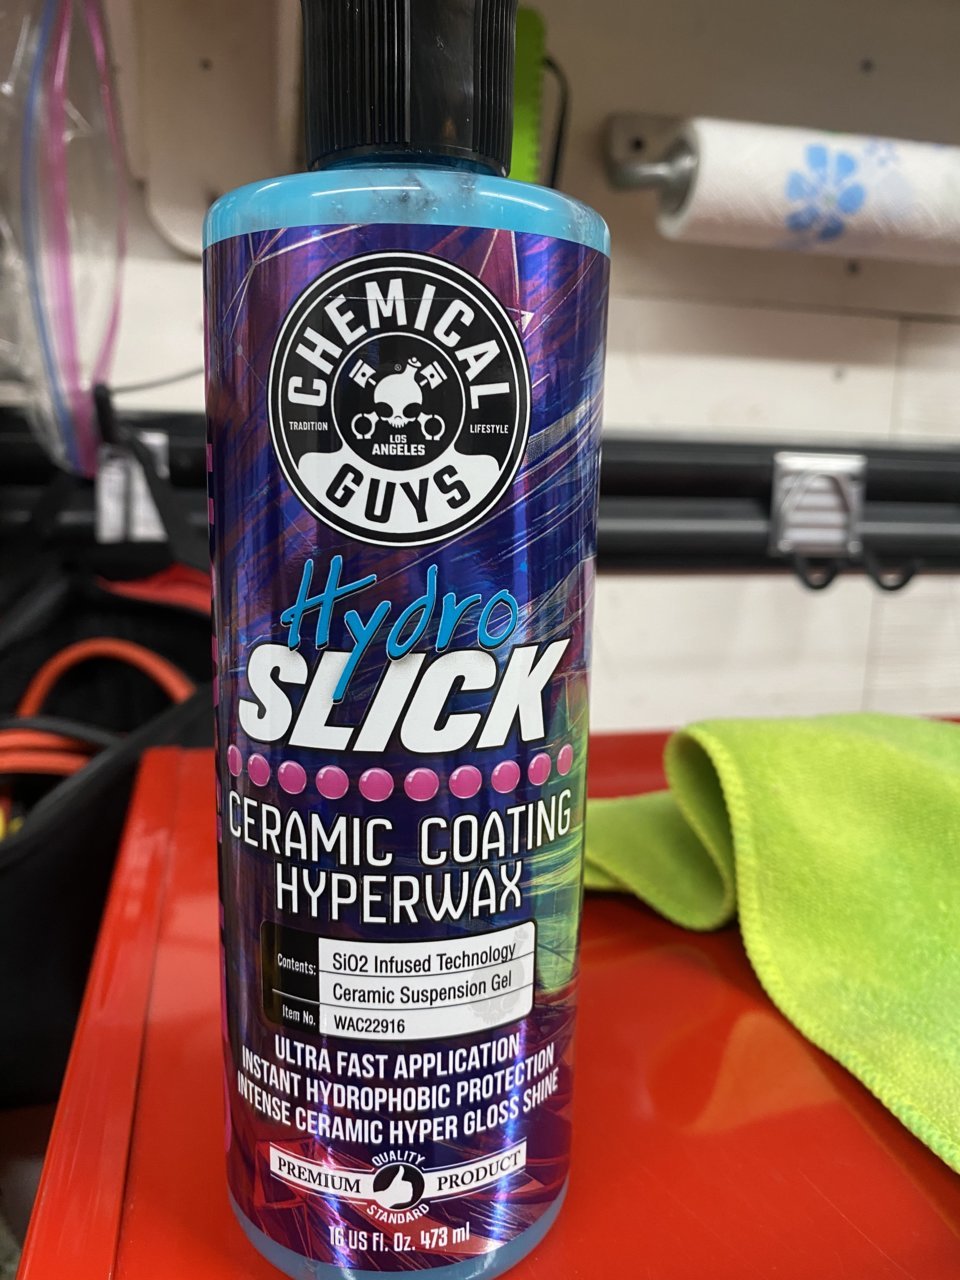 CHEMICAL
®
TRADITION
LIFESTYLE
LOS
ANGELES
GUYS
Hydro
SLICK
CERAMIC COATING
HYPERWAX
Contents: SiO2 Infused Technology
Ceramic Suspension Gel
Item No. WAC22916
ULTRA FAST APPLICATION
INSTANT HYDROPHOBIC PROTECTION
INTENSE CERAMIC HYPER GLOSS SHINE
QUALITY
PREMIUM PRODUCT
STANDARD
16 US fl. Oz. 473 ml